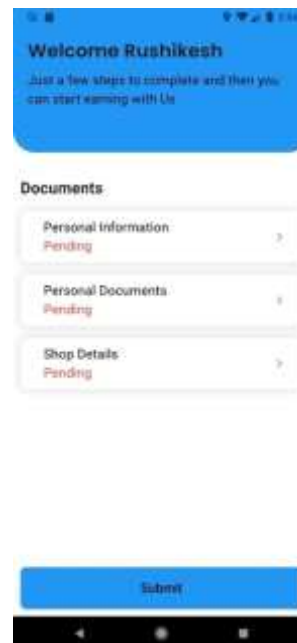 Welcome Rushikesh
Just a few steps to complete and then you
can start earning with Us
Documents
Personal Information
Pending
Personal Documents
Pending
Shop Details
Pending
Submit